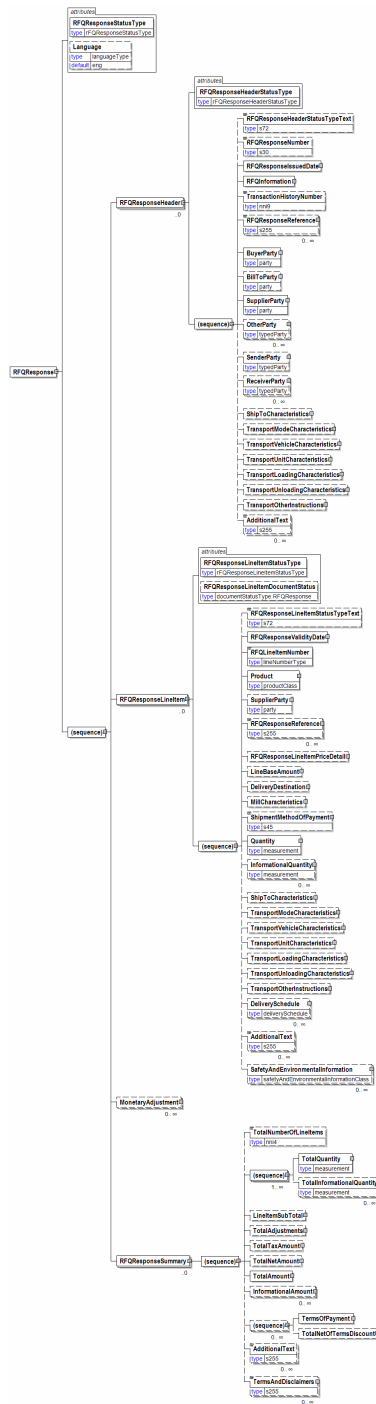 attributes
RFQResponseStatusType
type rFQResponseStatusType
Language
type languageType
default eng
attributes
RFQResponseHeaderStatusType
type rFQResponseHeaderStatusType
RFQResponseHeaderStatusTypeText
type s72
RFQResponseNumber
type s30
RFQResponseIssuedDate
RFQInformation
TransactionHistoryNumber
type nni9
RFQResponseReference
type s255
0.. ∞
RFQResponseHeader
..0
BuyerParty
type party
BillToParty
type party
SupplierParty
type party
(sequence)
OtherParty
type typedParty
0.. ∞
SenderParty
type typedParty
ReceiverParty
type typedParty
0.. ∞
RFQResponse
ShipToCharacteristics
TransportModeCharacteristics
TransportVehicleCharacteristics
TransportUnitCharacteristics
TransportLoadingCharacteristics
TransportUnloadingCharacteristics
TransportOtherInstructions
AdditionalText
type s255
0.. ∞
attributes
RFQResponseLineItemStatusType
type rFQResponseLineItemStatusType
RFQResponseLineItemDocumentStatus
type documentStatusType.RFQResponse
RFQResponseLineItemStatusTypeText
type s72
RFQResponseValidityDate
RFQLineItemNumber
type lineNumberType
Product
type productClass
RFQResponseLineItem
..0
SupplierParty
type party
RFQResponseReference
type s255
0.. ∞
(sequence)
RFQResponseLineItemPriceDetail
LineBaseAmount
DeliveryDestination
MillCharacteristics
ShipmentMethodOfPayment
type s45
(sequence)
Quantity
type measurement
InformationalQuantity
type measurement
0.. ∞
ShipToCharacteristics
TransportModeCharacteristics
TransportVehicleCharacteristics
TransportUnitCharacteristics
TransportLoadingCharacteristics
TransportUnloadingCharacteristics
TransportOtherInstructions
DeliverySchedule
type deliverySchedule
0.. ∞
AdditionalText
type s255
0.. ∞
SafetyAndEnvironmentalInformation
type safetyAndEnvironmentalInformationClass
0.. ∞
MonetaryAdjustment
0.. ∞
TotalNumberOfLineItems
type nni4
TotalQuantity
type measurement
(sequence)
1.. ∞
TotalInformationalQuantity
type measurement
0.. ∞
LineItemSubTotal
TotalAdjustments
TotalTaxAmount
RFQResponseSummary
..0
(sequence)
TotalNetAmount
TotalAmount
InformationalAmount
0.. ∞
TermsOfPayment
(sequence)
0.. ∞
TotalNetOfTermsDiscount
AdditionalText
type s255
0.. ∞
TermsAndDisclaimers
type s255
0.. ∞